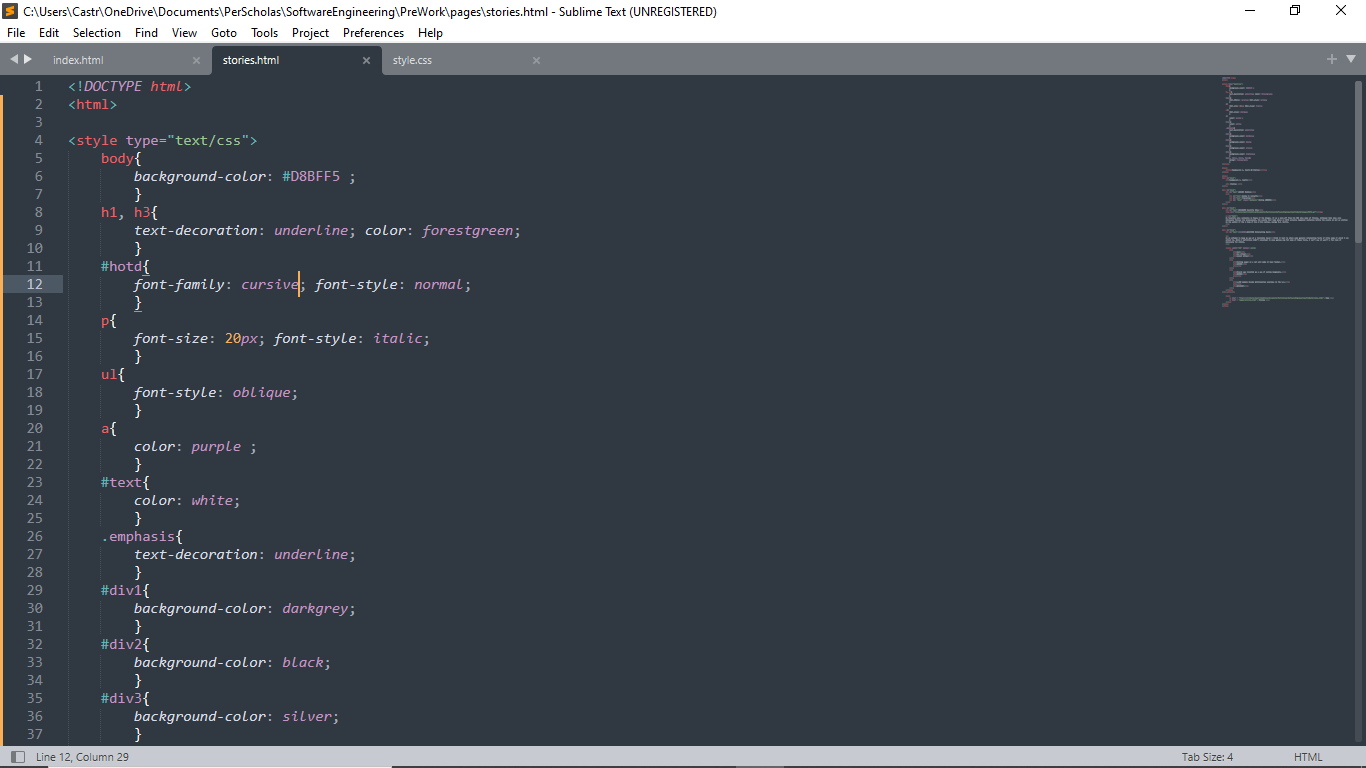 C:\Users\Castr\OneDrive\Documents\PerScholas\SoftwareEngineering\PreWork\pages\stories.html - Sublime Text (UNREGISTERED)
File Edit Selection Find View Goto Tools Project Preferences Help
index.html × stories.html × style.css ×
1 <!DOCTYPE html>
2 <html>
3
4 <style type="text/css">
5 body{
6 background-color: #D8BFF5 ;
7 }
8 h1, h3{
9 text-decoration: underline; color: forestgreen;
10 }
11 #hotd{
12 font-family: cursive; font-style: normal;
13 }
14 p{
15 font-size: 20px; font-style: italic;
16 }
17 ul{
18 font-style: oblique;
19 }
20 a{
21 color: purple ;
22 }
23 #text{
24 color: white;
25 }
26 .emphasis{
27 text-decoration: underline;
28 }
29 #div1{
30 background-color: darkgrey;
31 }
32 #div2{
33 background-color: black;
34 }
35 #div3{
36 background-color: silver;
37 }
Line 12, Column 29 Tab Size: 4 HTML